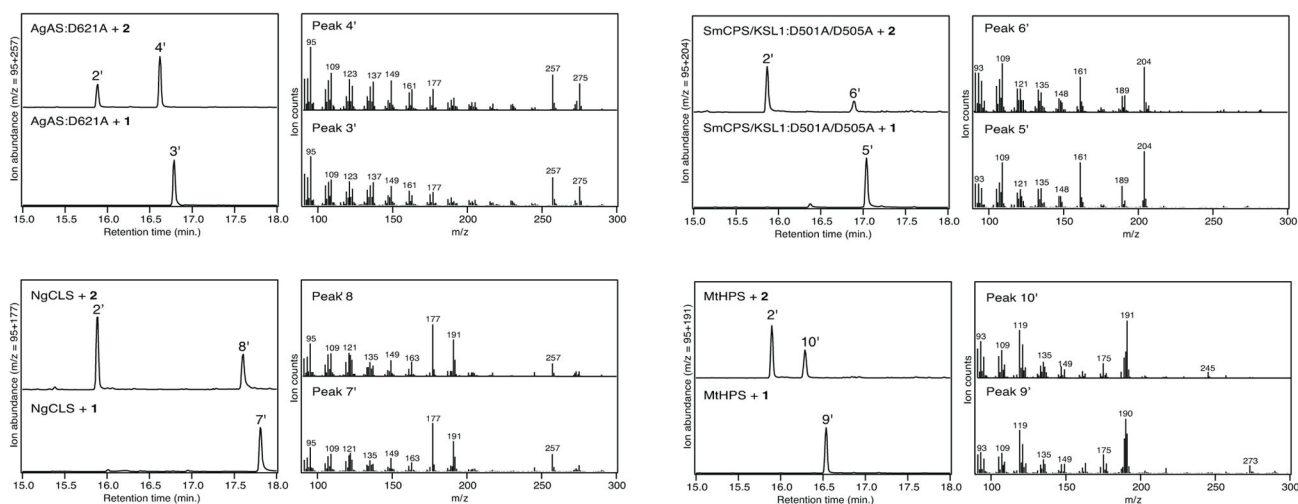 AgAS:D621A + 2
2'
4'
AgAS:D621A + 1
3'
Ion abundance (m/z = 95+257)
15.0 15.5 16.0 16.5 17.0 17.5 18.0
Retention time (min.)
Peak 4'
95 109 123 137 149 161 177 257 275
Peak 3'
95 109 123 137 149 161 177 257 275
Ion counts
100 150 200 250 300
m/z
SmCPS/KSL1:D501A/D505A + 2
2'
6'
SmCPS/KSL1:D501A/D505A + 1
5'
Ion abundance (m/z = 95+204)
15.0 15.5 16.0 16.5 17.0 17.5 18.0
Retention time (min.)
Peak 6'
93 109 121 135 148 161 189 204
Peak 5'
93 109 121 135 148 161 189 204
Ion counts
100 150 200 250 300
m/z
NgCLS + 2
2'
8'
NgCLS + 1
7'
Ion abundance (m/z = 95+177)
15.0 15.5 16.0 16.5 17.0 17.5 18.0
Retention time (min.)
Peak' 8
95 109 121 135 149 163 177 191 257
Peak 7'
95 109 121 135 149 163 177 191 257
Ion counts
100 150 200 250 300
m/z
MtHPS + 2
2'
10'
MtHPS + 1
9'
Ion abundance (m/z = 95+191)
15.0 15.5 16.0 16.5 17.0 17.5 18.0
Retention time (min.)
Peak 10'
93 109 119 135 149 175 191 245
Peak 9'
93 107 119 135 149 175 190 273
Ion counts
100 150 200 250 300
m/z